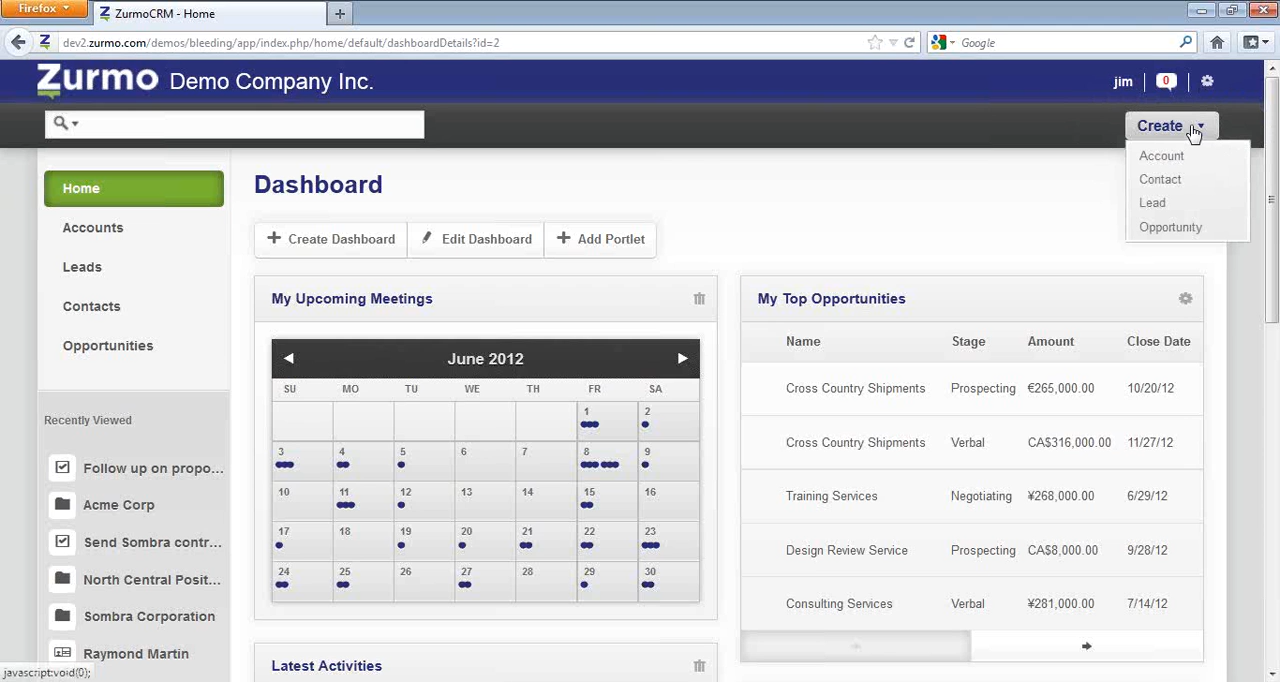 Firefox
ZurmoCRM - Home
dev2.zurmo.com/demos/bleeding/app/index.php/home/default/dashboardDetails?id=2
Google
Zurmo Demo Company Inc.
jim
0
Create
Account
Contact
Lead
Opportunity
Home
Accounts
Leads
Contacts
Opportunities
Recently Viewed
Follow up on propo...
Acme Corp
Send Sombra contr...
North Central Posit...
Sombra Corporation
Raymond Martin
Dashboard
Create Dashboard
Edit Dashboard
Add Portlet
My Upcoming Meetings
June 2012
SU MO TU WE TH FR SA
1 2
3 4 5 6 7 8 9
10 11 12 13 14 15 16
17 18 19 20 21 22 23
24 25 26 27 28 29 30
Latest Activities
My Top Opportunities
Name Stage Amount Close Date
Cross Country Shipments Prospecting €265,000.00 10/20/12
Cross Country Shipments Verbal CA$316,000.00 11/27/12
Training Services Negotiating ¥268,000.00 6/29/12
Design Review Service Prospecting CA$8,000.00 9/28/12
Consulting Services Verbal ¥281,000.00 7/14/12
javascript:void(0);